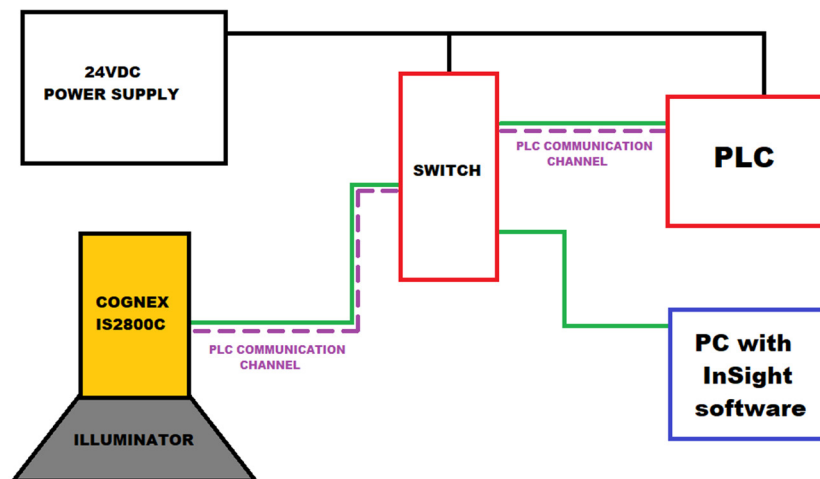 24VDC
POWER SUPPLY
SWITCH
PLC COMMUNICATION
CHANNEL
PLC
COGNEX
IS2800C
PLC COMMUNICATION
CHANNEL
ILLUMINATOR
PC with
InSight
software